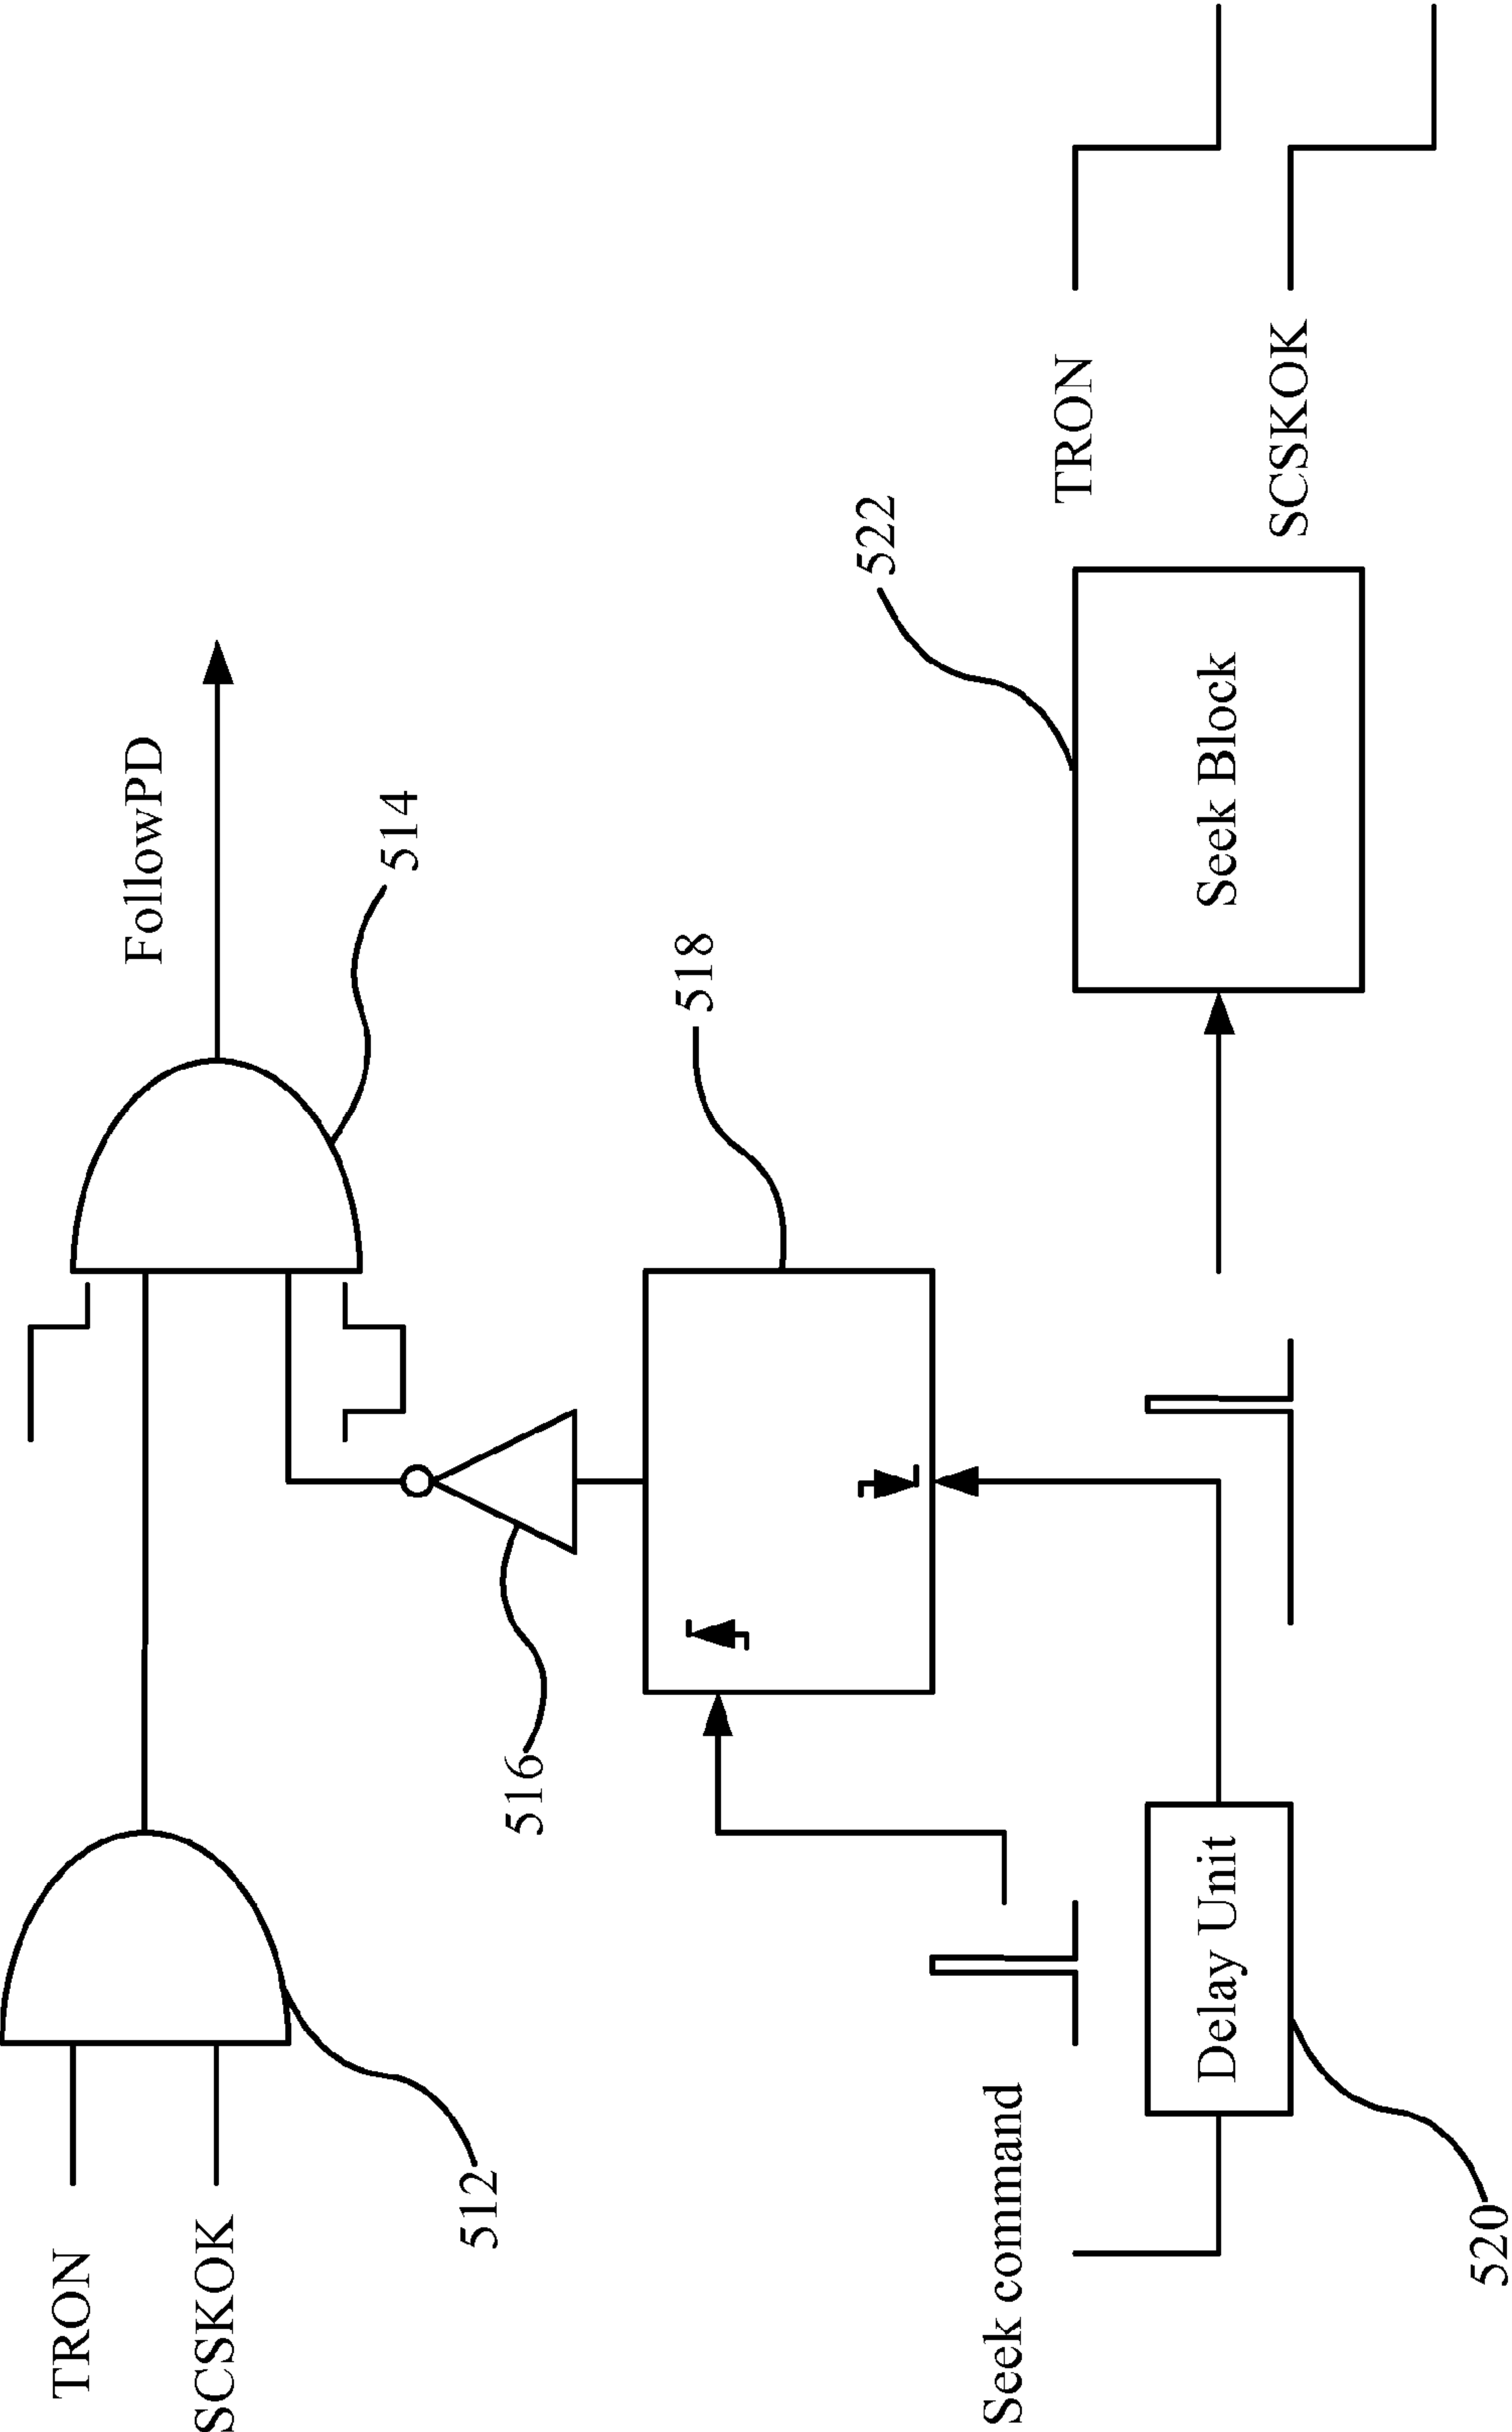 TRON
SCSKOK
512
FollowPD
514
516
518
Seek command
Delay Unit
520
Seek Block
522
TRON
SCSKOK